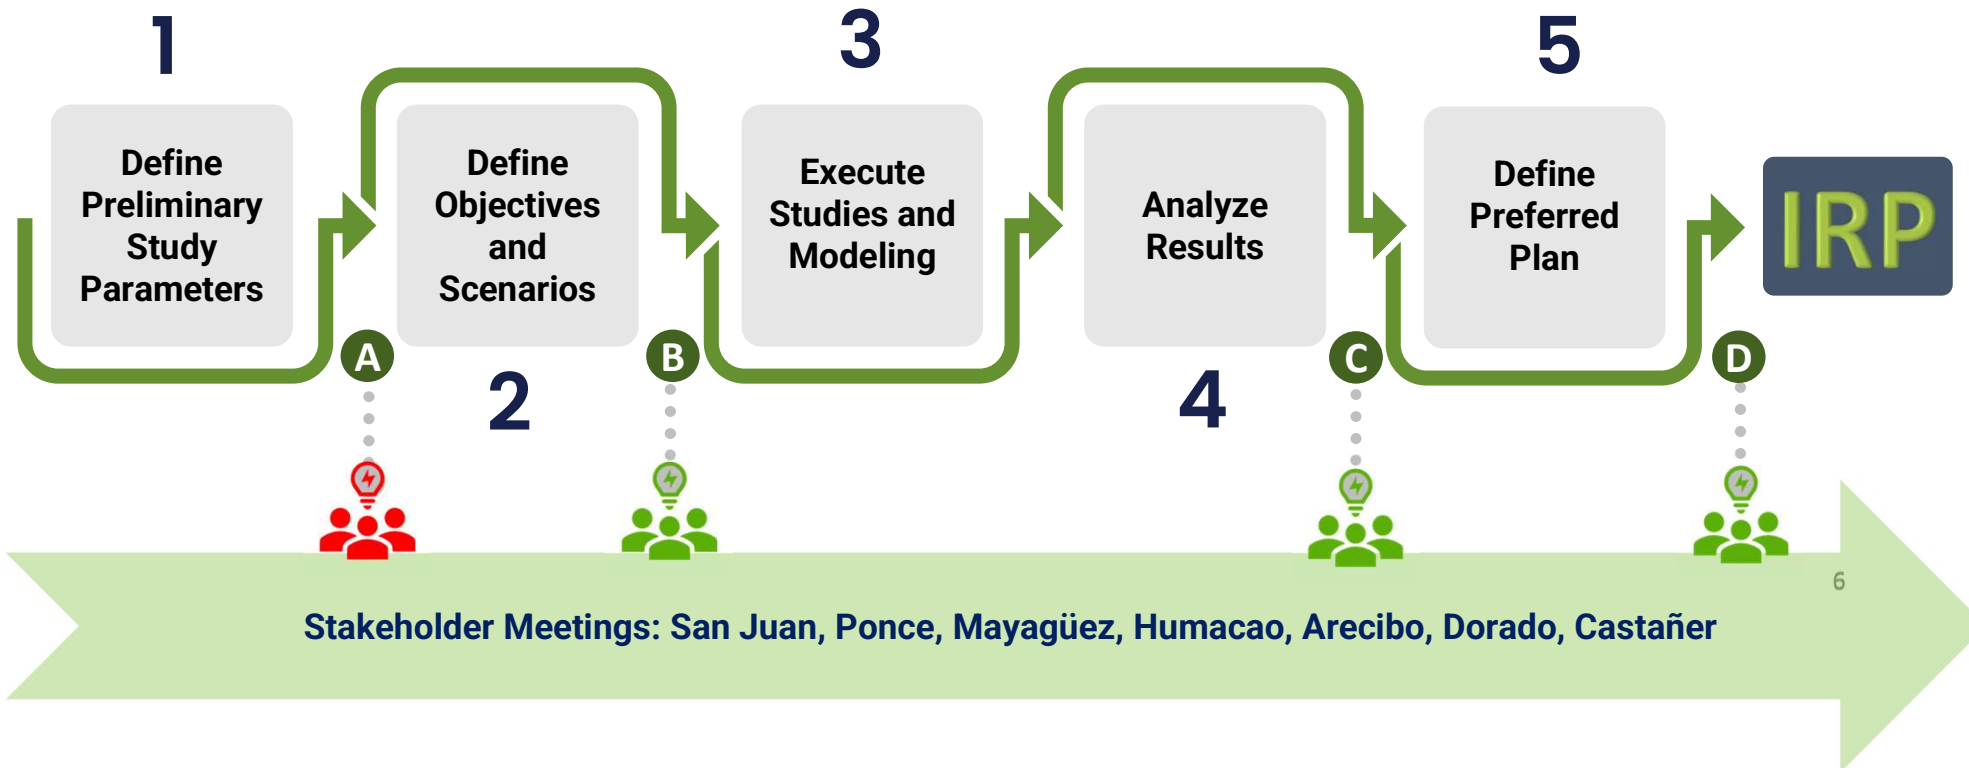 1
Define
Preliminary
Study
Parameters
A
Define
Objectives
and
Scenarios
2
B
3
Execute
Studies and
Modeling
Analyze
Results
4
C
5
Define
Preferred
Plan
D
IRP
6
Stakeholder Meetings: San Juan, Ponce, Mayagüez, Humacao, Arecibo, Dorado, Castañer